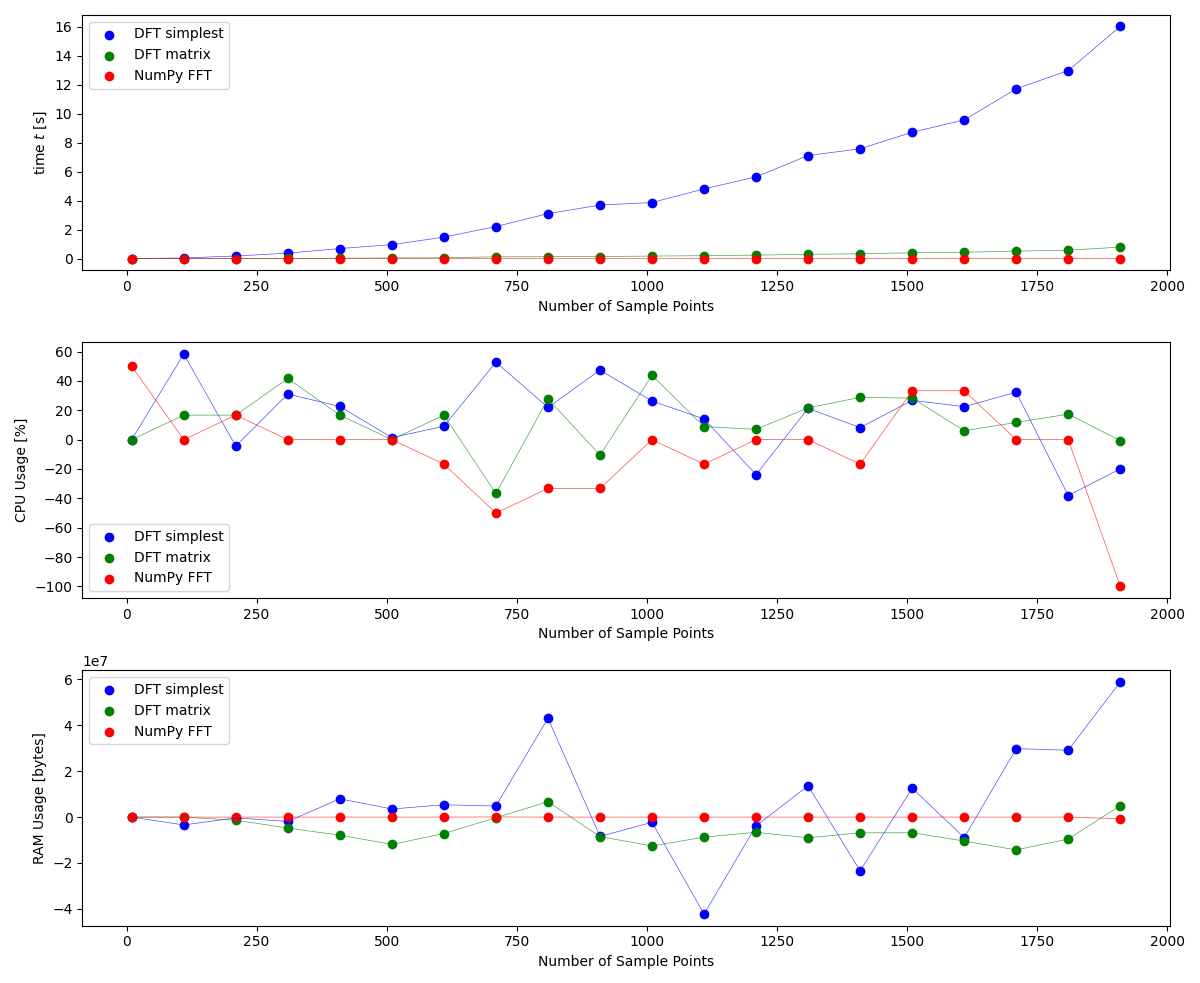 16
14
12
10
8
6
4
2
0
time t [s]
DFT simplest
DFT matrix
NumPy FFT
0 250 500 750 1000 1250 1500 1750 2000
Number of Sample Points
60
40
20
0
−20
−40
−60
−80
−100
CPU Usage [%]
DFT simplest
DFT matrix
NumPy FFT
0 250 500 750 1000 1250 1500 1750 2000
Number of Sample Points
1e7
6
4
2
0
−2
−4
RAM Usage [bytes]
DFT simplest
DFT matrix
NumPy FFT
0 250 500 750 1000 1250 1500 1750 2000
Number of Sample Points